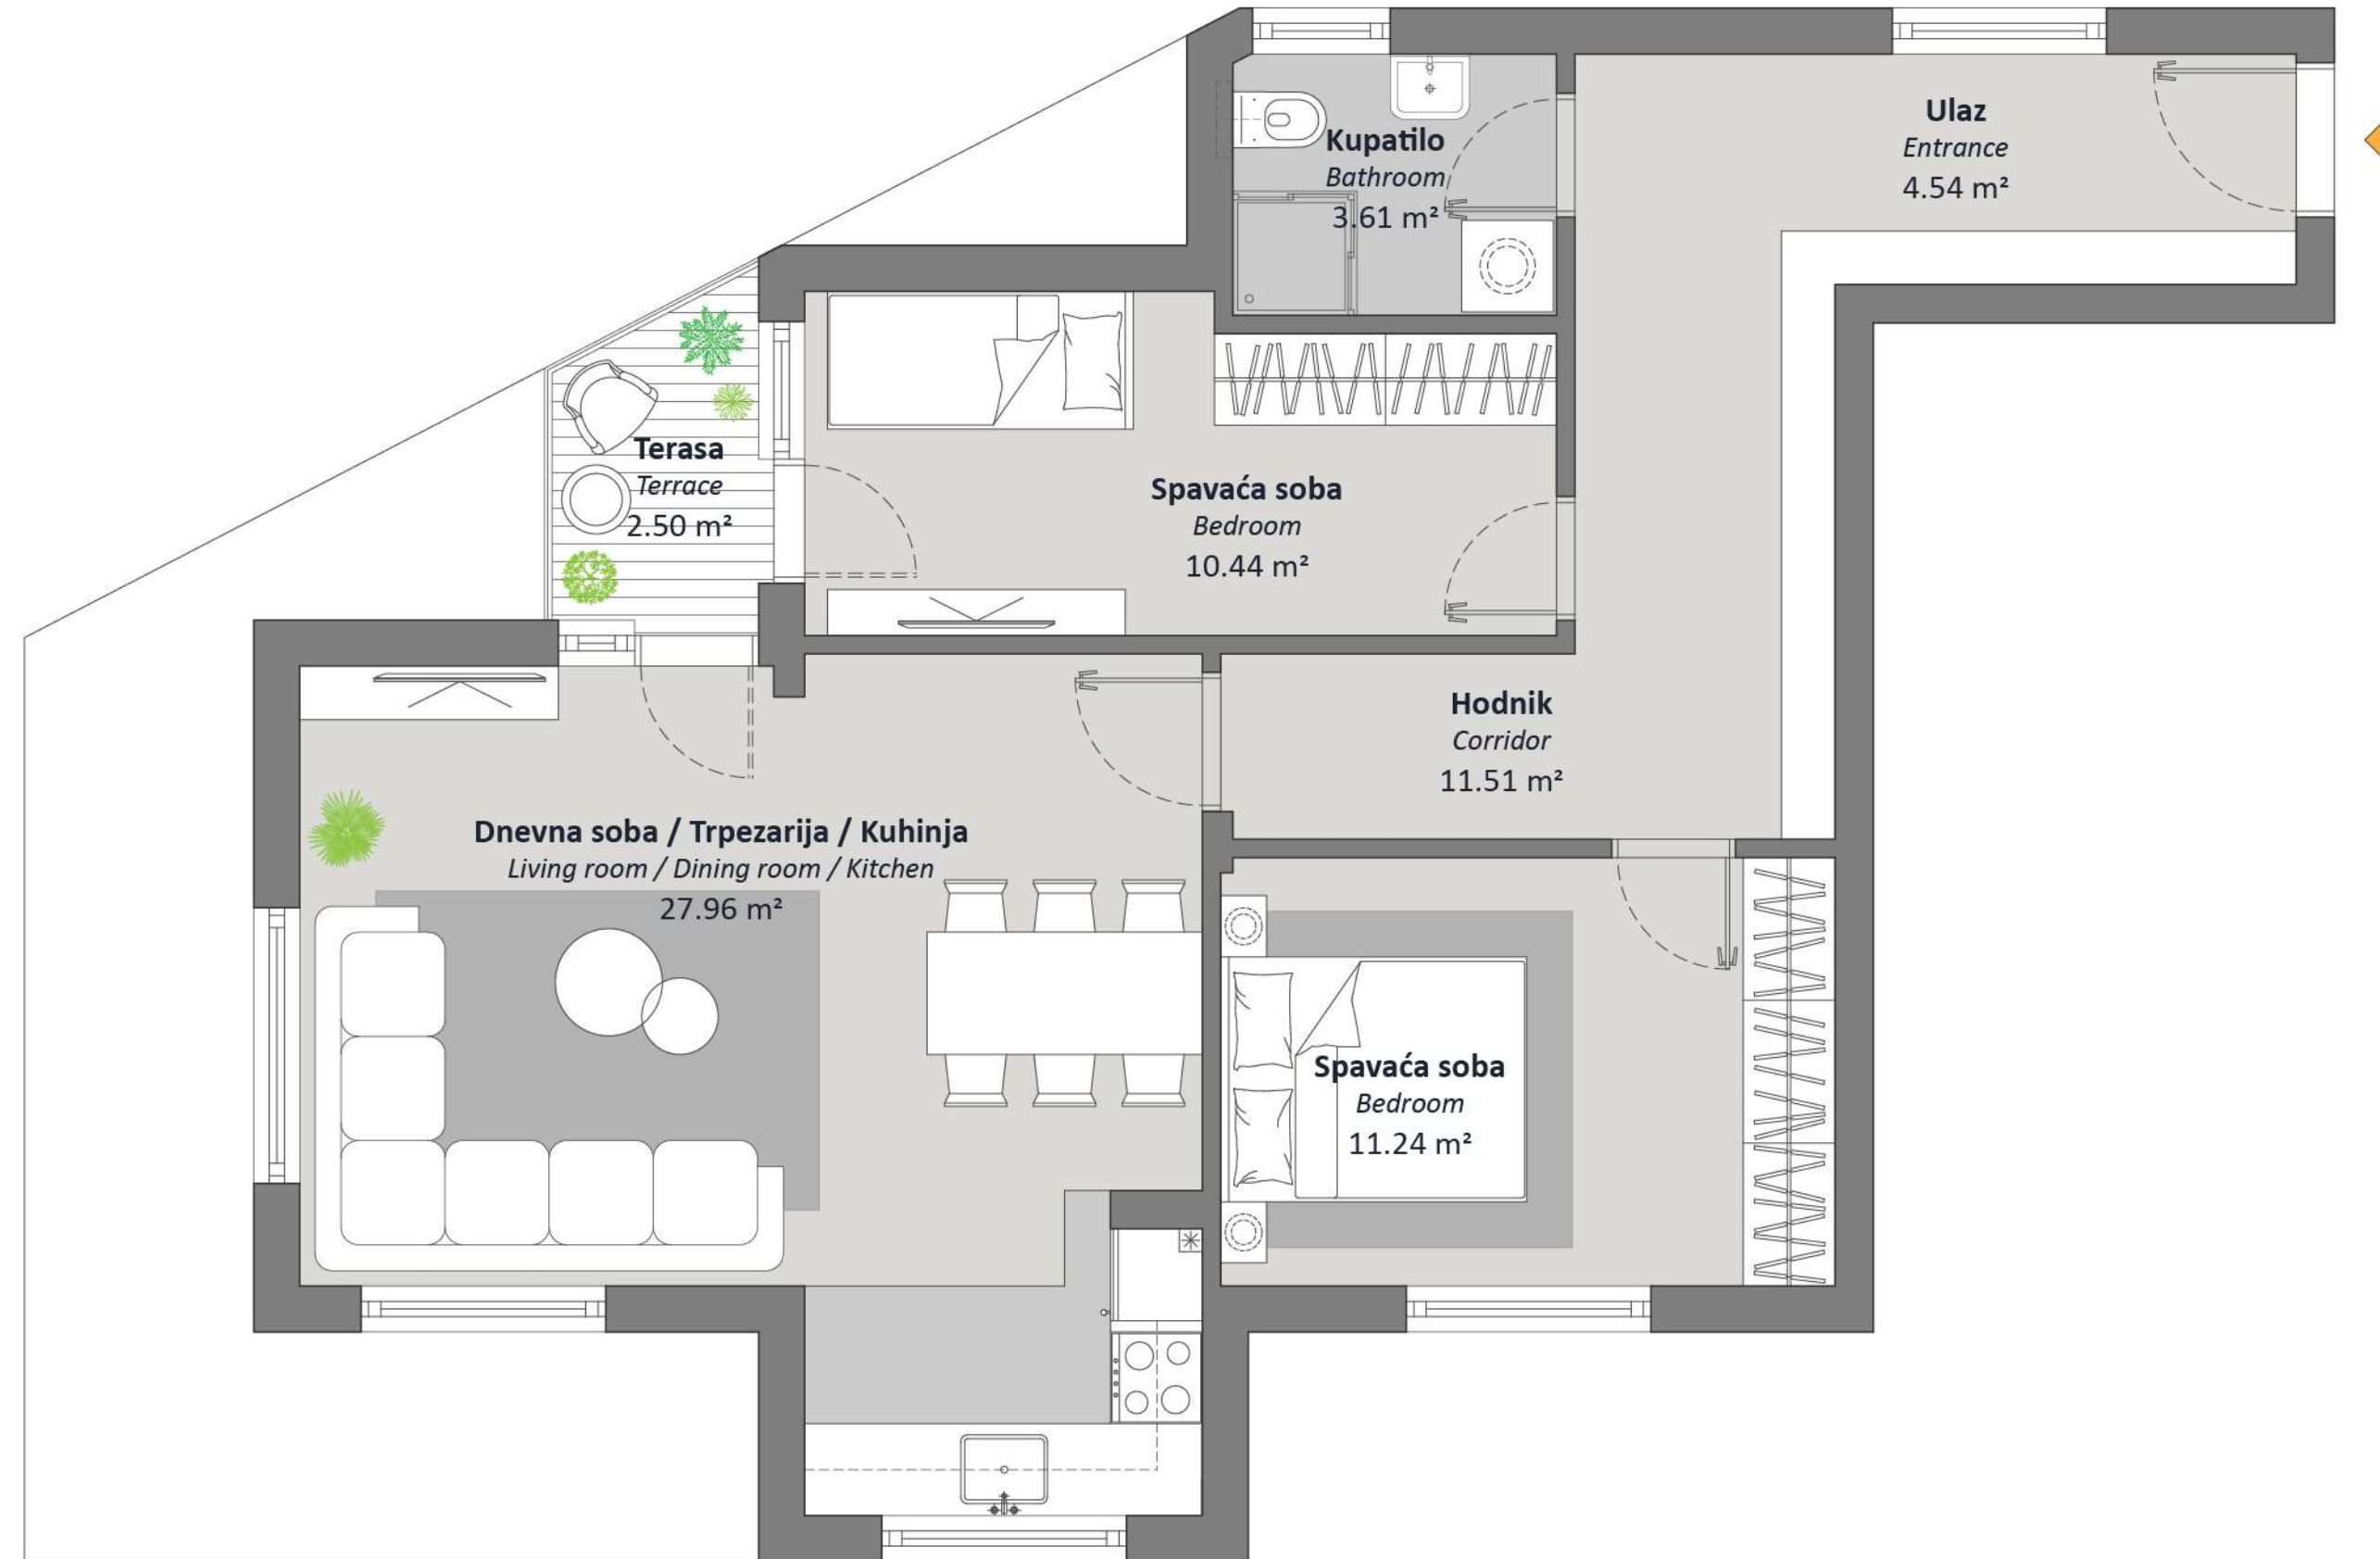 Ulaz
Entrance
4.54 m²
Kupatilo
Bathroom
3.61 m²
Terasa
Terrace
2.50 m²
Spavaća soba
Bedroom
10.44 m²
Hodnik
Corridor
11.51 m²
Dnevna soba / Trpezarija / Kuhinja
Living room / Dining room / Kitchen
27.96 m²
Spavaća soba
Bedroom
11.24 m²